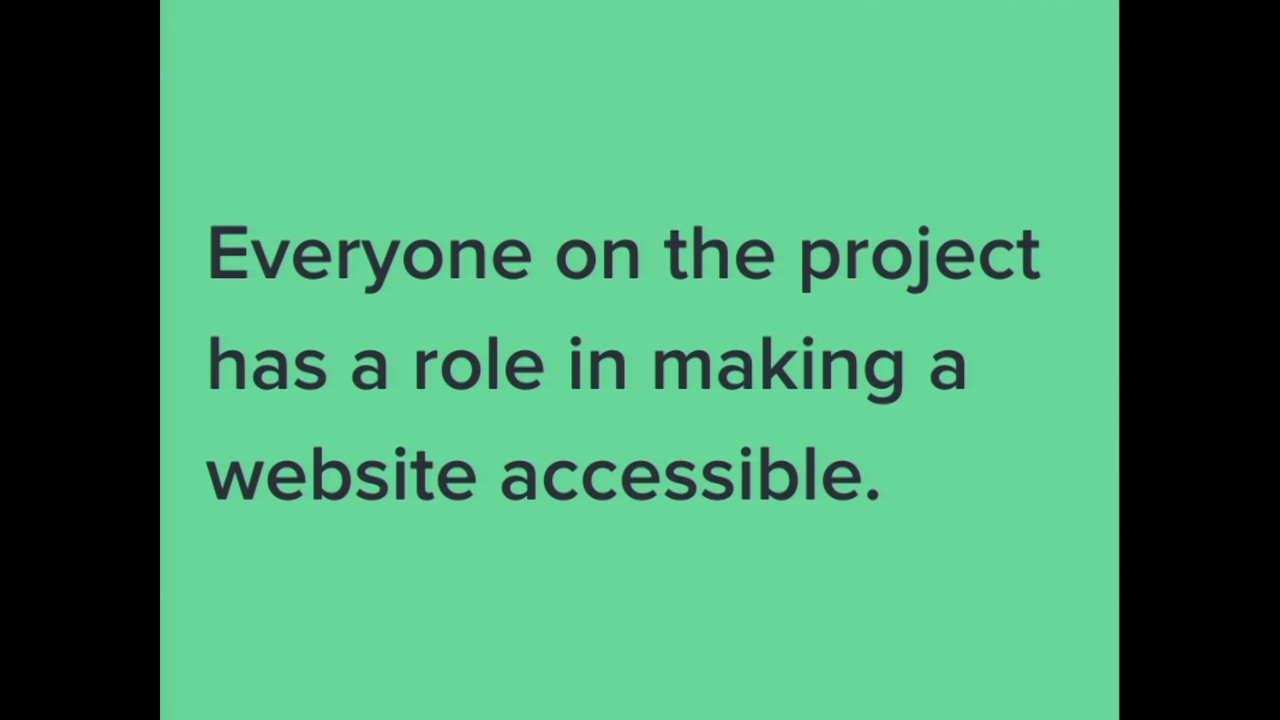 Everyone on the project
has a role in making a
website accessible.